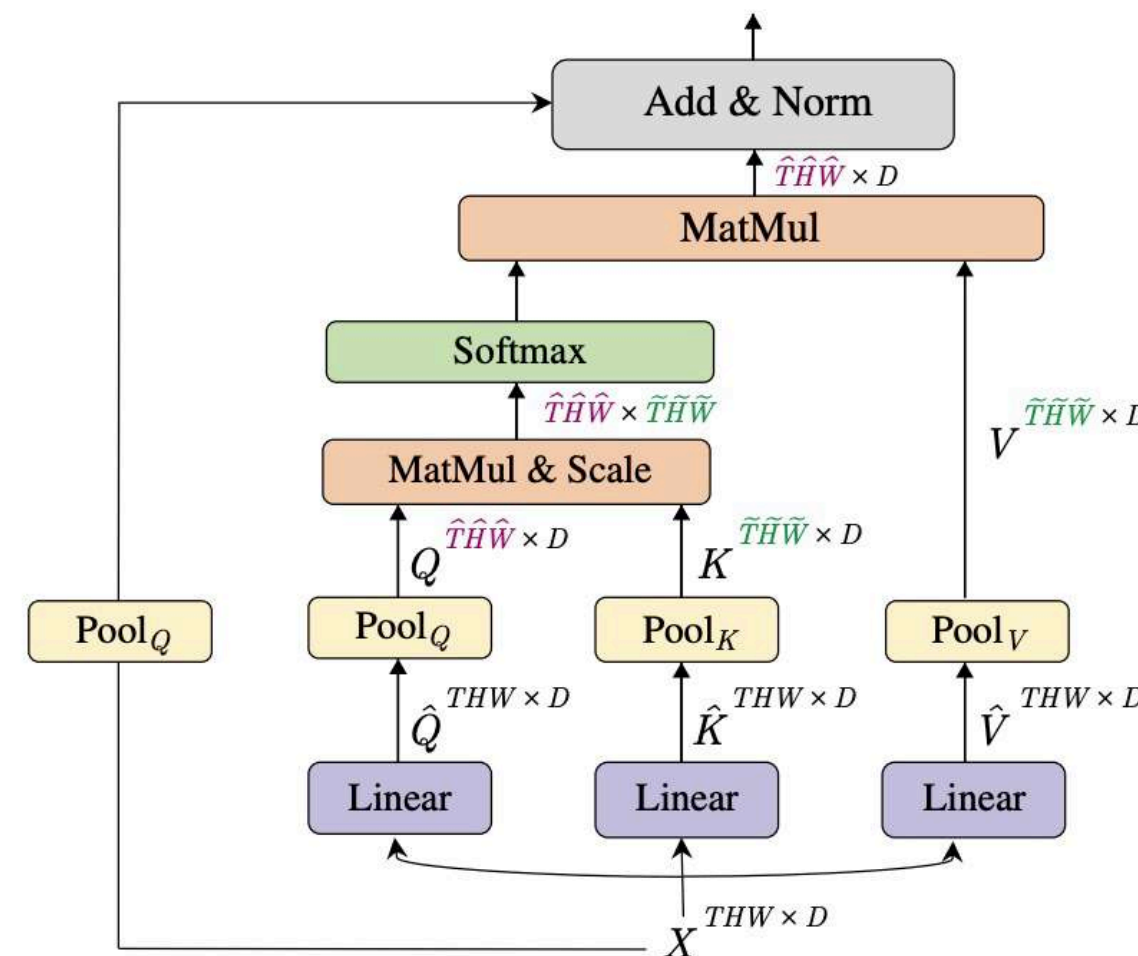 Add & Norm
T̂ĤŴ × D
MatMul
Softmax
T̂ĤŴ × T̃H̃W̃
V T̃H̃W̃ × D
MatMul & Scale
Q T̂ĤŴ × D
K T̃H̃W̃ × D
Pool_Q
Pool_Q
Pool_K
Pool_V
Q̂ THW × D
K̂ THW × D
V̂ THW × D
Linear
Linear
Linear
X THW × D